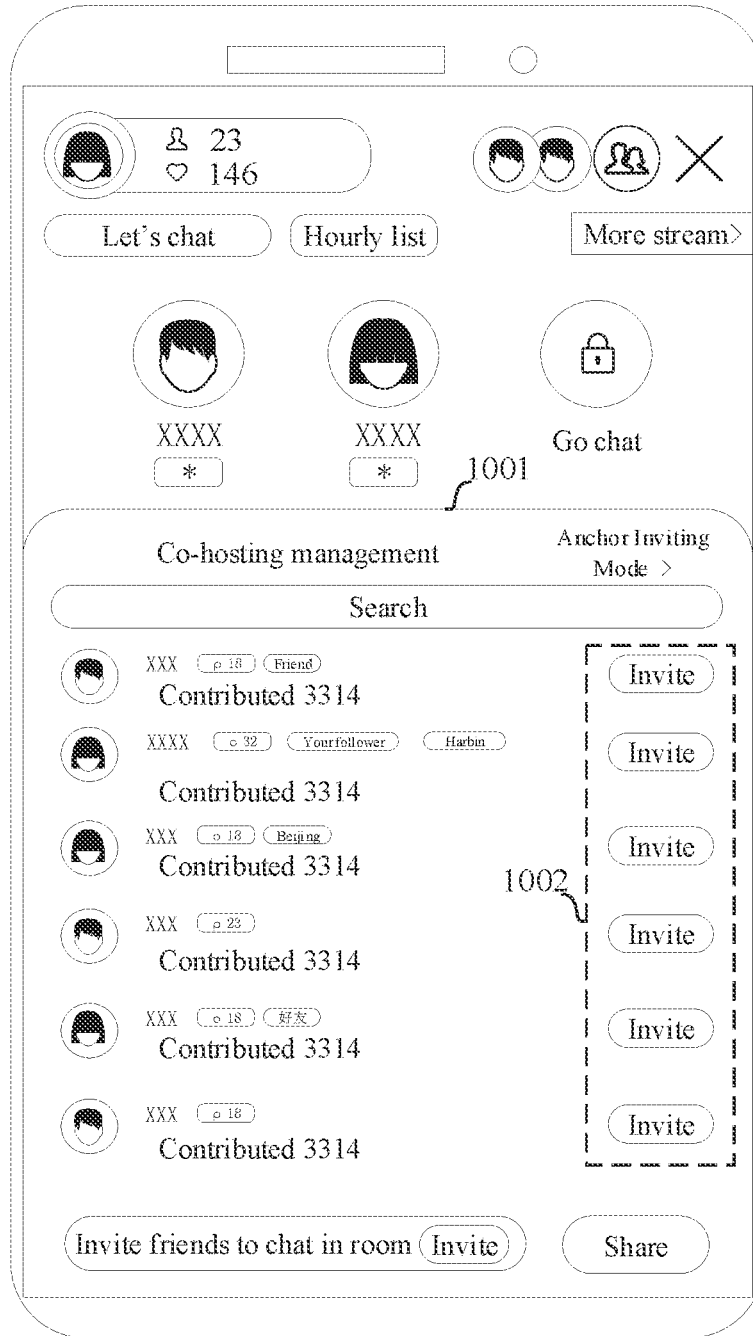 23
146
Let's chat Hourly list More stream>
XXXX XXXX Go chat
* *
1001
Co-hosting management Anchor Inviting
Mode >
Search
XXX 18 Friend Invite
Contributed 3314
XXXX 32 Your follower Harbin Invite
Contributed 3314
XXX 18 Beijing Invite
Contributed 3314
1002
XXX 23 Invite
Contributed 3314
XXX 18 好友 Invite
Contributed 3314
XXX 18 Invite
Contributed 3314
Invite friends to chat in room Invite Share